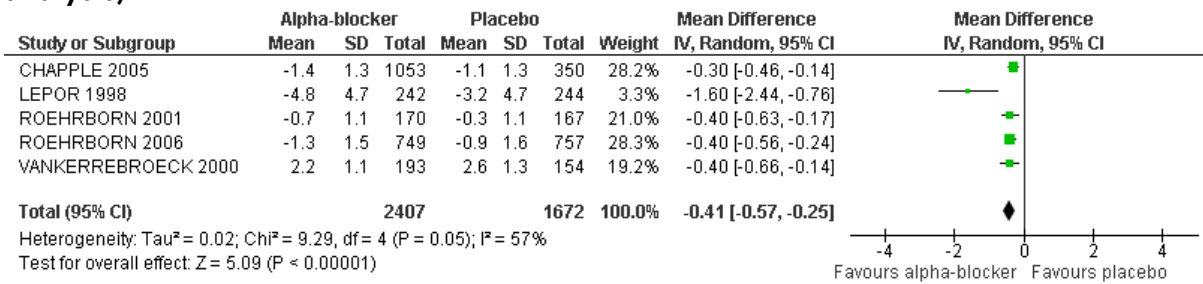 Alpha-blocker Placebo Mean Difference Mean Difference
Study or Subgroup Mean SD Total Mean SD Total Weight IV, Random, 95% CI IV, Random, 95% CI
CHAPPLE 2005 -1.4 1.3 1053 -1.1 1.3 350 28.2% -0.30 [-0.46, -0.14]
LEPOR 1998 -4.8 4.7 242 -3.2 4.7 244 3.3% -1.60 [-2.44, -0.76]
ROEHRBORN 2001 -0.7 1.1 170 -0.3 1.1 167 21.0% -0.40 [-0.63, -0.17]
ROEHRBORN 2006 -1.3 1.5 749 -0.9 1.6 757 28.3% -0.40 [-0.56, -0.24]
VANKERREBROECK 2000 2.2 1.1 193 2.6 1.3 154 19.2% -0.40 [-0.66, -0.14]
Total (95% CI) 2407 1672 100.0% -0.41 [-0.57, -0.25]
Heterogeneity: Tau² = 0.02; Chi² = 9.29, df = 4 (P = 0.05); I² = 57%
Test for overall effect: Z = 5.09 (P < 0.00001)
-4 -2 0 2 4
Favours alpha-blocker Favours placebo